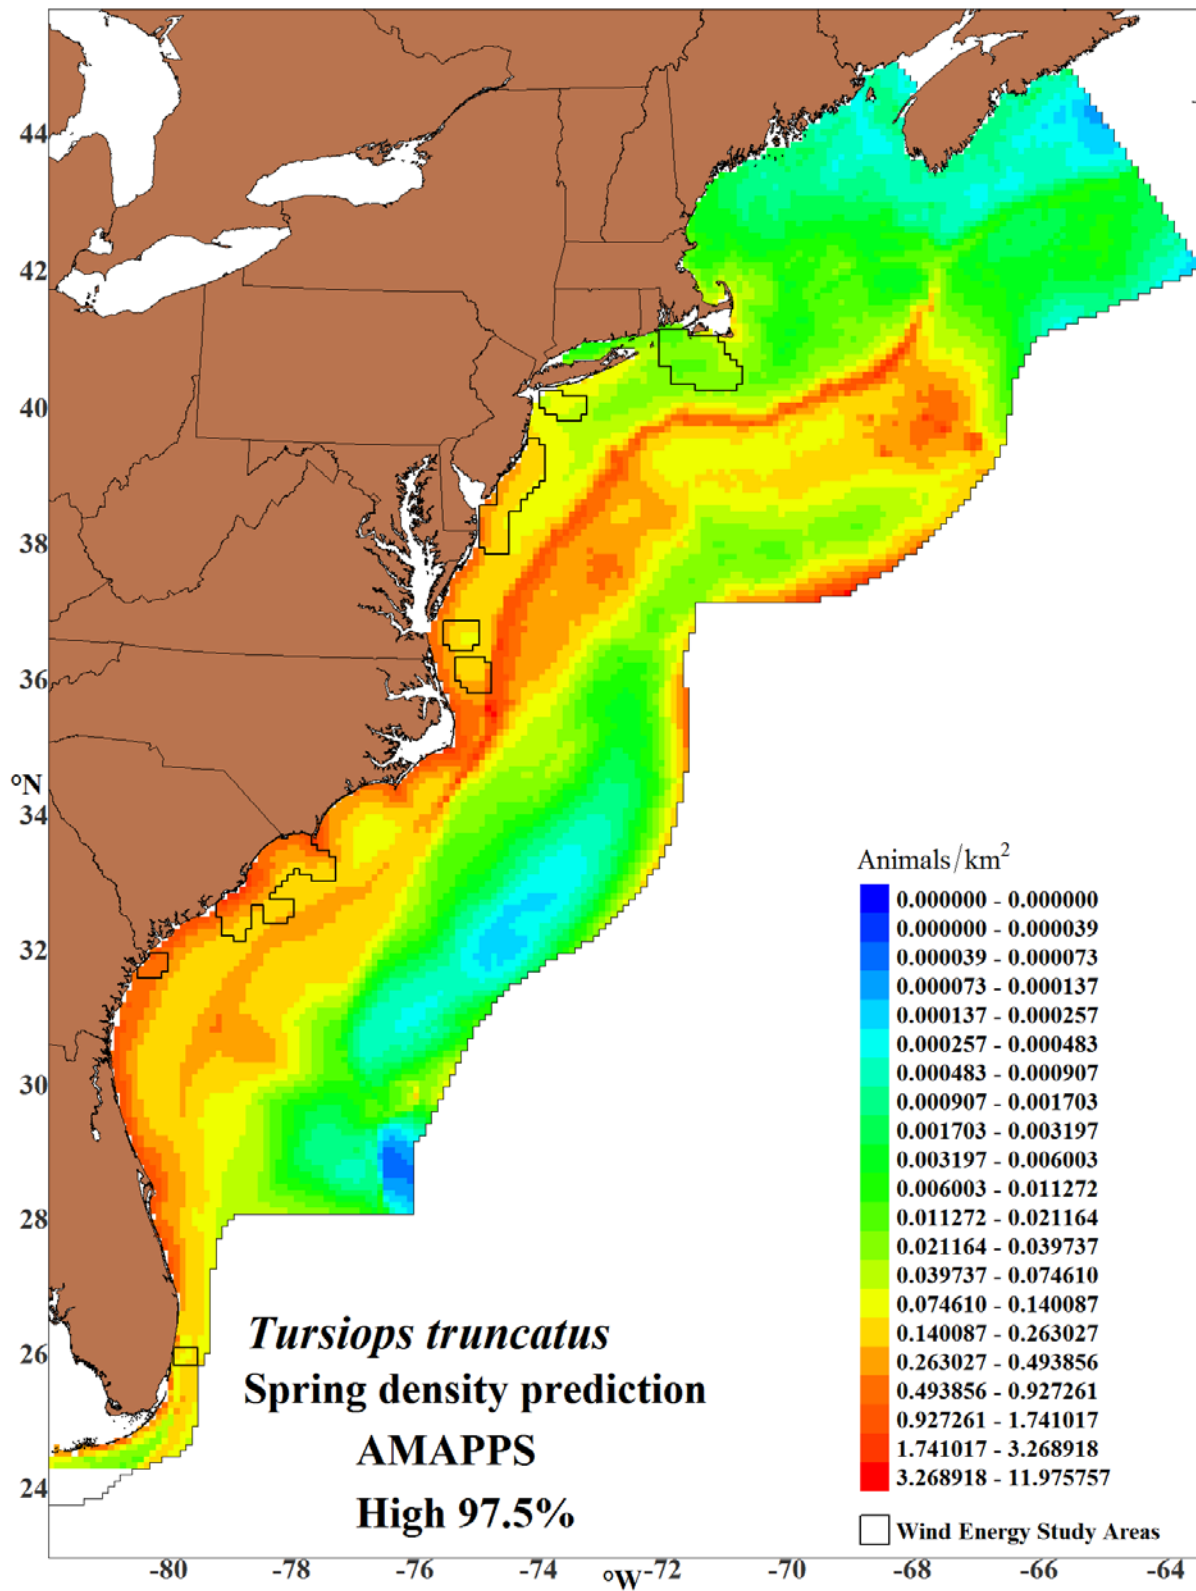 44
42
40
38
36
°N
34
32
30
28
26
24
Animals/km²
0.000000 - 0.000000
0.000000 - 0.000039
0.000039 - 0.000073
0.000073 - 0.000137
0.000137 - 0.000257
0.000257 - 0.000483
0.000483 - 0.000907
0.000907 - 0.001703
0.001703 - 0.003197
0.003197 - 0.006003
0.006003 - 0.011272
0.011272 - 0.021164
0.021164 - 0.039737
0.039737 - 0.074610
0.074610 - 0.140087
0.140087 - 0.263027
0.263027 - 0.493856
0.493856 - 0.927261
0.927261 - 1.741017
1.741017 - 3.268918
3.268918 - 11.975757
Wind Energy Study Areas
Tursiops truncatus
Spring density prediction
AMAPPS
High 97.5%
-80 -78 -76 -74 °W -72 -70 -68 -66 -64